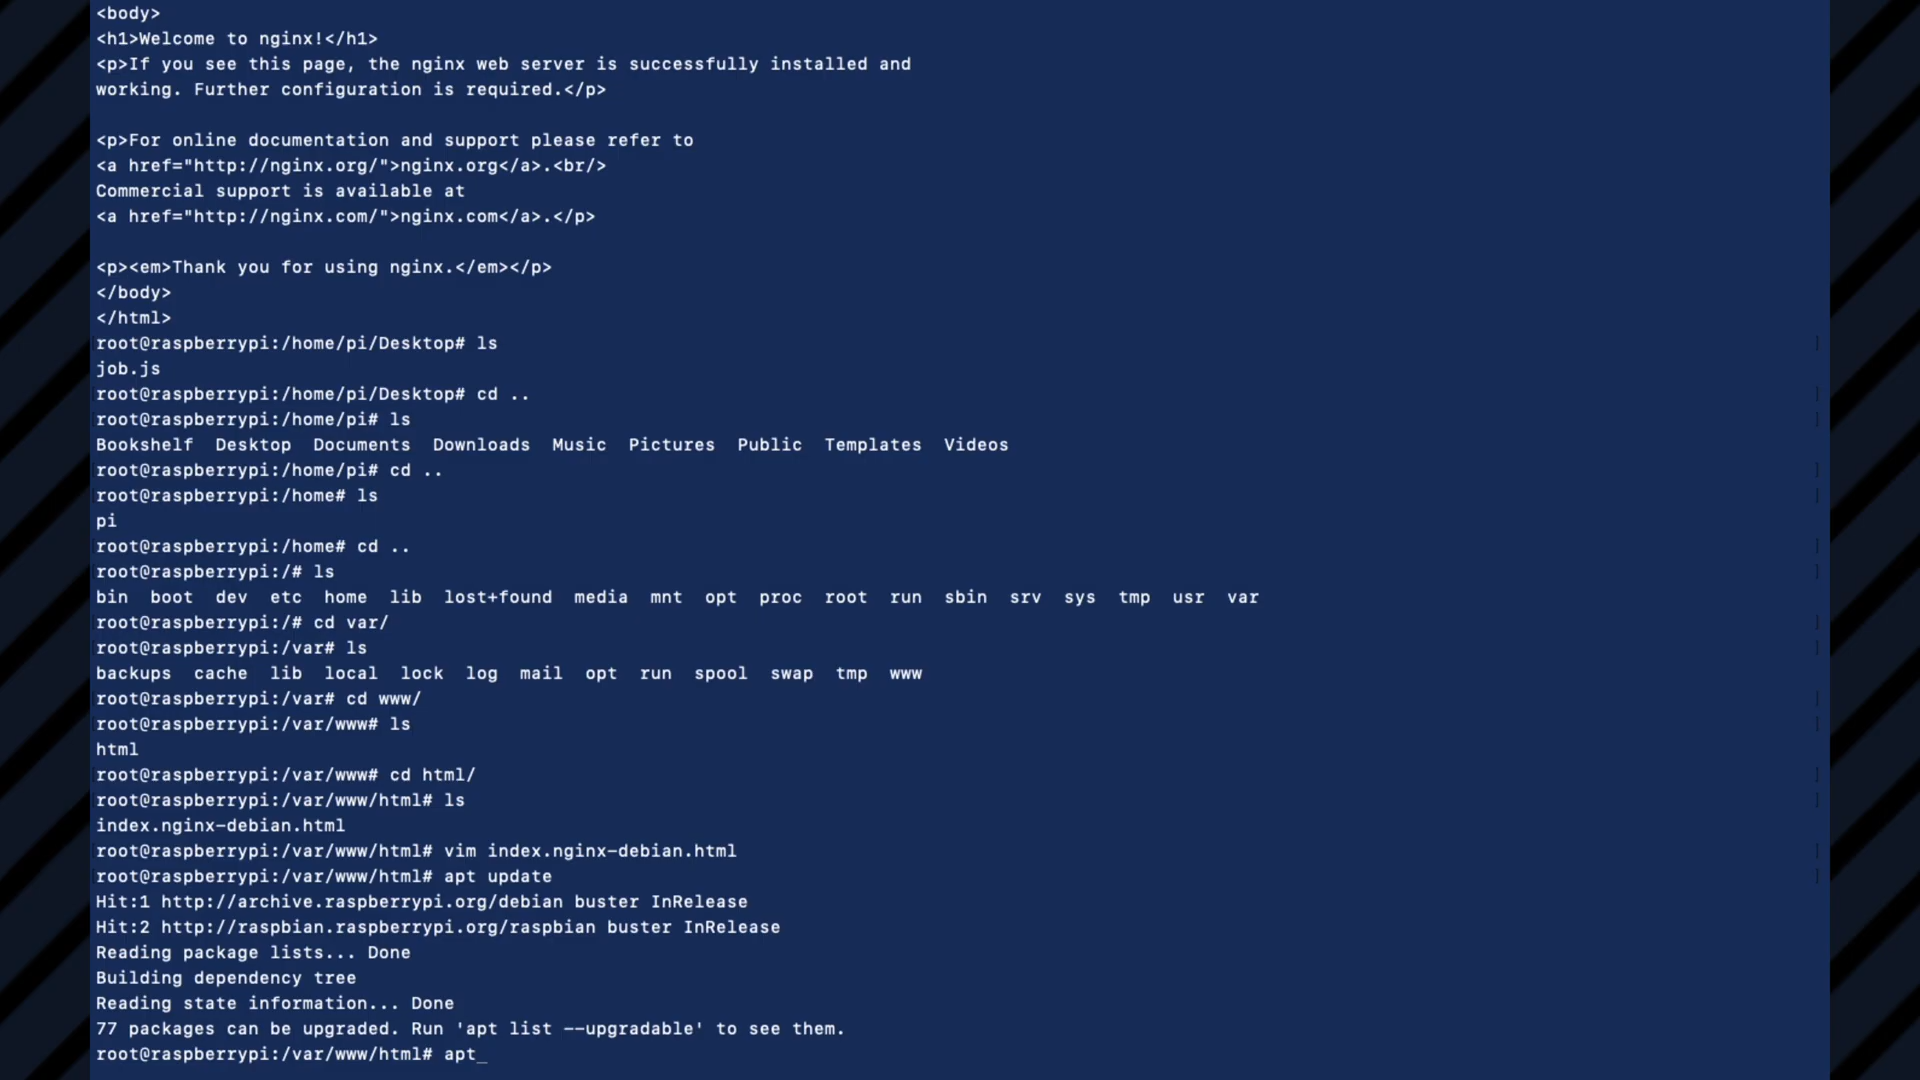 <body>
<h1>Welcome to nginx!</h1>
<p>If you see this page, the nginx web server is successfully installed and
working. Further configuration is required.</p>
<p>For online documentation and support please refer to
<a href="http://nginx.org/">nginx.org</a>.<br/>
Commercial support is available at
<a href="http://nginx.com/">nginx.com</a>.</p>
<p><em>Thank you for using nginx.</em></p>
</body>
</html>
root@raspberrypi:/home/pi/Desktop# ls
job.js
root@raspberrypi:/home/pi/Desktop# cd ..
root@raspberrypi:/home/pi# ls
Bookshelf  Desktop  Documents  Downloads  Music  Pictures  Public  Templates  Videos
root@raspberrypi:/home/pi# cd ..
root@raspberrypi:/home# ls
pi
root@raspberrypi:/home# cd ..
root@raspberrypi:/# ls
bin  boot  dev  etc  home  lib  lost+found  media  mnt  opt  proc  root  run  sbin  srv  sys  tmp  usr  var
root@raspberrypi:/# cd var/
root@raspberrypi:/var# ls
backups  cache  lib  local  lock  log  mail  opt  run  spool  swap  tmp  www
root@raspberrypi:/var# cd www/
root@raspberrypi:/var/www# ls
html
root@raspberrypi:/var/www# cd html/
root@raspberrypi:/var/www/html# ls
index.nginx-debian.html
root@raspberrypi:/var/www/html# vim index.nginx-debian.html
root@raspberrypi:/var/www/html# apt update
Hit:1 http://archive.raspberrypi.org/debian buster InRelease
Hit:2 http://raspbian.raspberrypi.org/raspbian buster InRelease
Reading package lists... Done
Building dependency tree
Reading state information... Done
77 packages can be upgraded. Run 'apt list --upgradable' to see them.
root@raspberrypi:/var/www/html# apt_